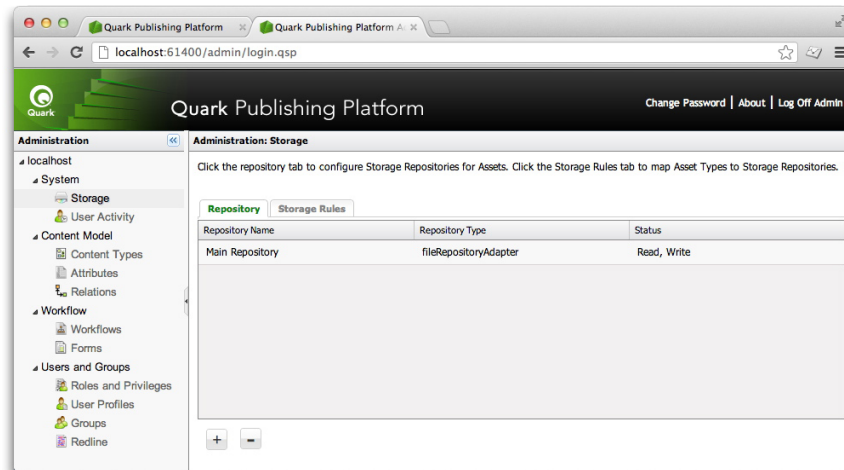 Quark Publishing Platform
Quark Publishing Platform A
localhost:61400/admin/login.qsp
Quark
Quark Publishing Platform
Change Password | About | Log Off Admin
Administration
Administration: Storage
localhost
System
Storage
User Activity
Content Model
Content Types
Attributes
Relations
Workflow
Workflows
Forms
Users and Groups
Roles and Privileges
User Profiles
Groups
Redline
Click the repository tab to configure Storage Repositories for Assets. Click the Storage Rules tab to map Asset Types to Storage Repositories.
Repository Storage Rules
Repository Name Repository Type Status
Main Repository fileRepositoryAdapter Read, Write